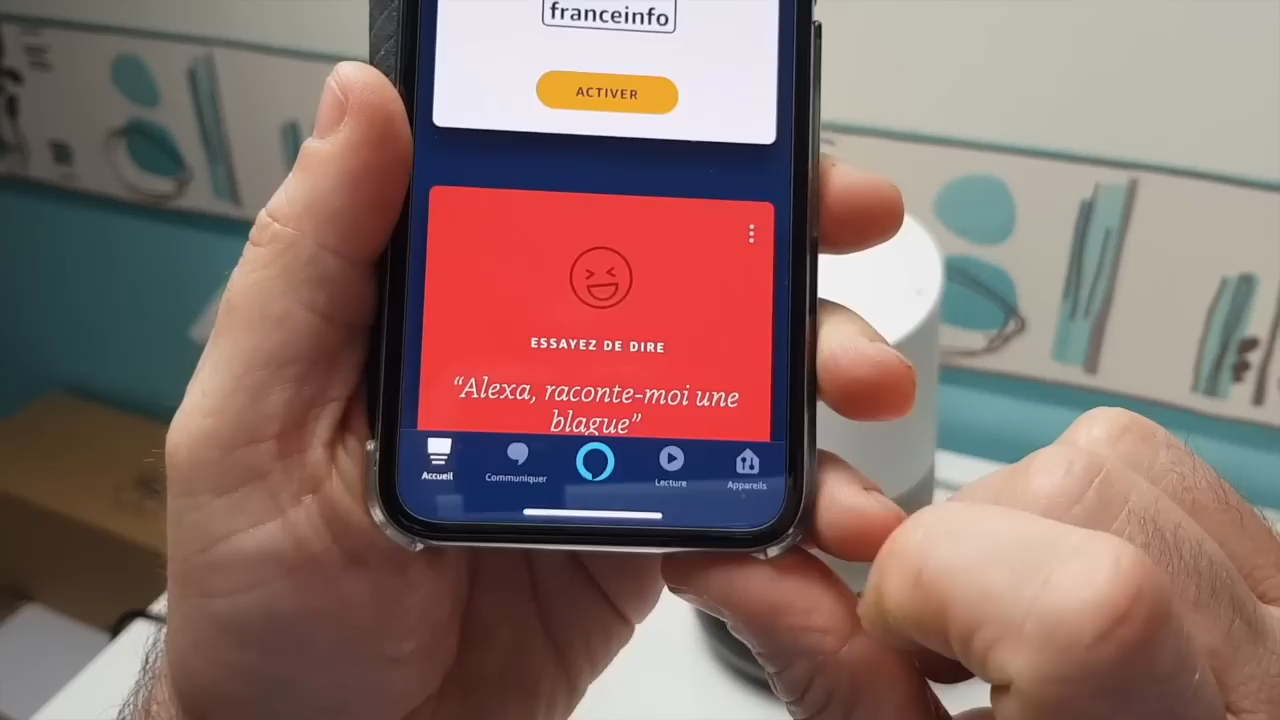 franceinfo
ACTIVER
ESSAYEZ DE DIRE
“Alexa, raconte-moi une
blague”
Accueil
Communiquer
Lecture
Appareils